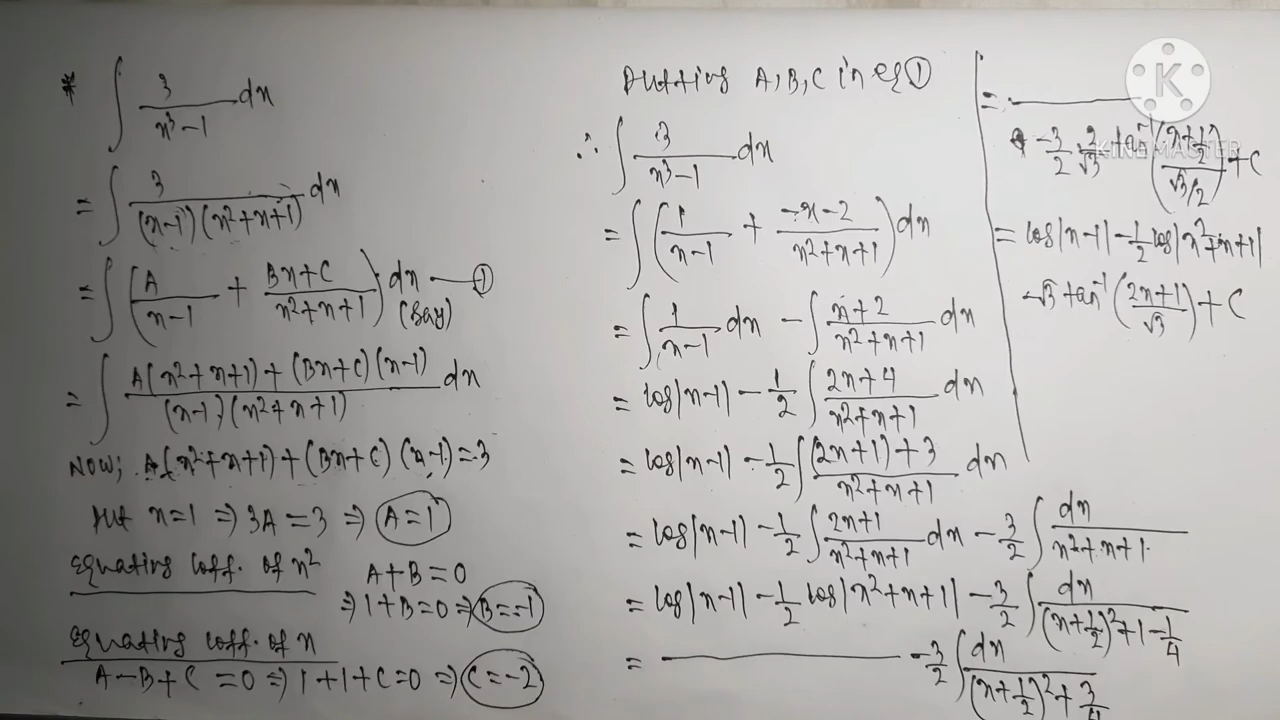 * ∫ 3/(x³-1) dx
= ∫ 3/((x-1)(x²+x+1)) dx
= ∫ (A/(x-1) + (Bx+C)/(x²+x+1)) dx — ① (Say)
= ∫ (A(x²+x+1) + (Bx+C)(x-1))/((x-1)(x²+x+1)) dx
Now; A(x²+x+1) + (Bx+C)(x-1) = 3
Put x=1 ⇒ 3A = 3 ⇒ A=1
Equating coff. of x² A+B=0
⇒ 1+B=0 ⇒ B=-1
Equating coff. of x
A-B+C=0 ⇒ 1+1+C=0 ⇒ C=-2
Putting A,B,C in eq ①
∴ ∫ 3/(x³-1) dx
= ∫ (1/(x-1) + (-x-2)/(x²+x+1)) dx
= ∫ 1/(x-1) dx - ∫ (x+2)/(x²+x+1) dx
= log|x-1| - 1/2 ∫ (2x+4)/(x²+x+1) dx
= log|x-1| - 1/2 ∫ ((2x+1)+3)/(x²+x+1) dx
= log|x-1| - 1/2 ∫ (2x+1)/(x²+x+1) dx - 3/2 ∫ dx/(x²+x+1)
= log|x-1| - 1/2 log|x²+x+1| - 3/2 ∫ dx/((x+1/2)²+1-1/4)
= ——— - 3/2 ∫ dx/((x+1/2)²+3/4)
= ———
- 3/2 · 2/√3 tan⁻¹((x+1/2)/(√3/2)) + C
= log|x-1| - 1/2 log|x²+x+1|
-√3 tan⁻¹((2x+1)/√3) + C
K
KINEMASTER